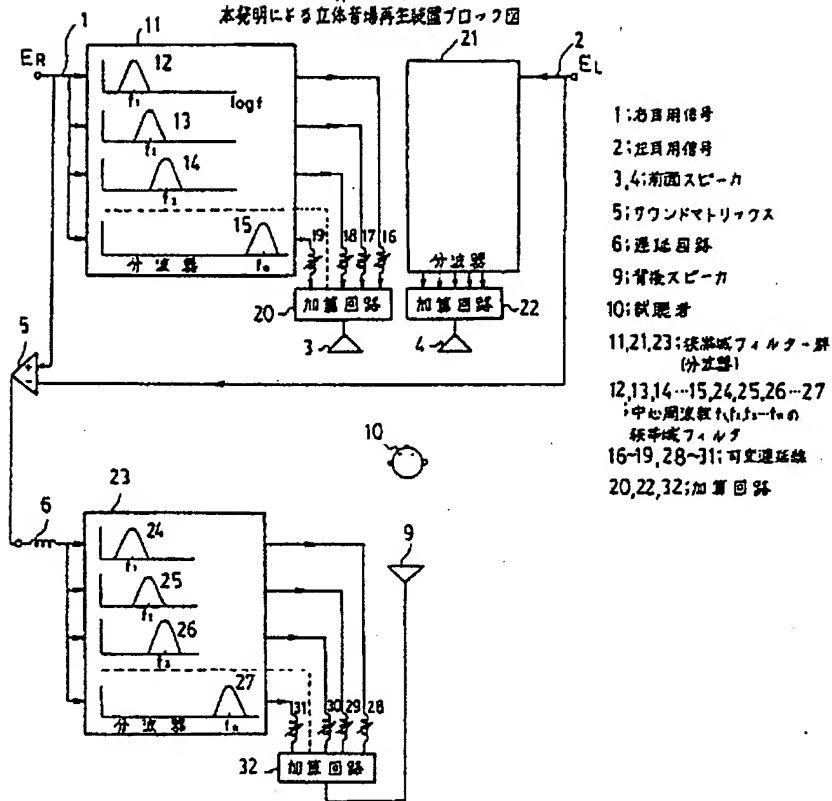 本発明による立体音場再生装置ブロック図
11
21
1
2
ER
EL
12
f₁
logf
13
f₂
14
f₃
15
fn
分波器
19
18
17
16
分波器
加算回路
20
加算回路
22
3
4
5
+
-
10
6
23
9
24
f₁
25
f₂
26
f₃
27
fn
分波器
31
30
29
28
32
加算回路
1;右耳用信号
2;左耳用信号
3,4;前面スピーカ
5;サウンドマトリックス
6;遅延回路
9;背後スピーカ
10;試聴者
11,21,23;狭帯域フィルター群
(分波器)
12,13,14…15,24,25,26…27
;中心周波数f₁,f₂,f₃…fnの
狭帯域フィルタ
16~19,28~31;可変遅延線
20,22,32;加算回路